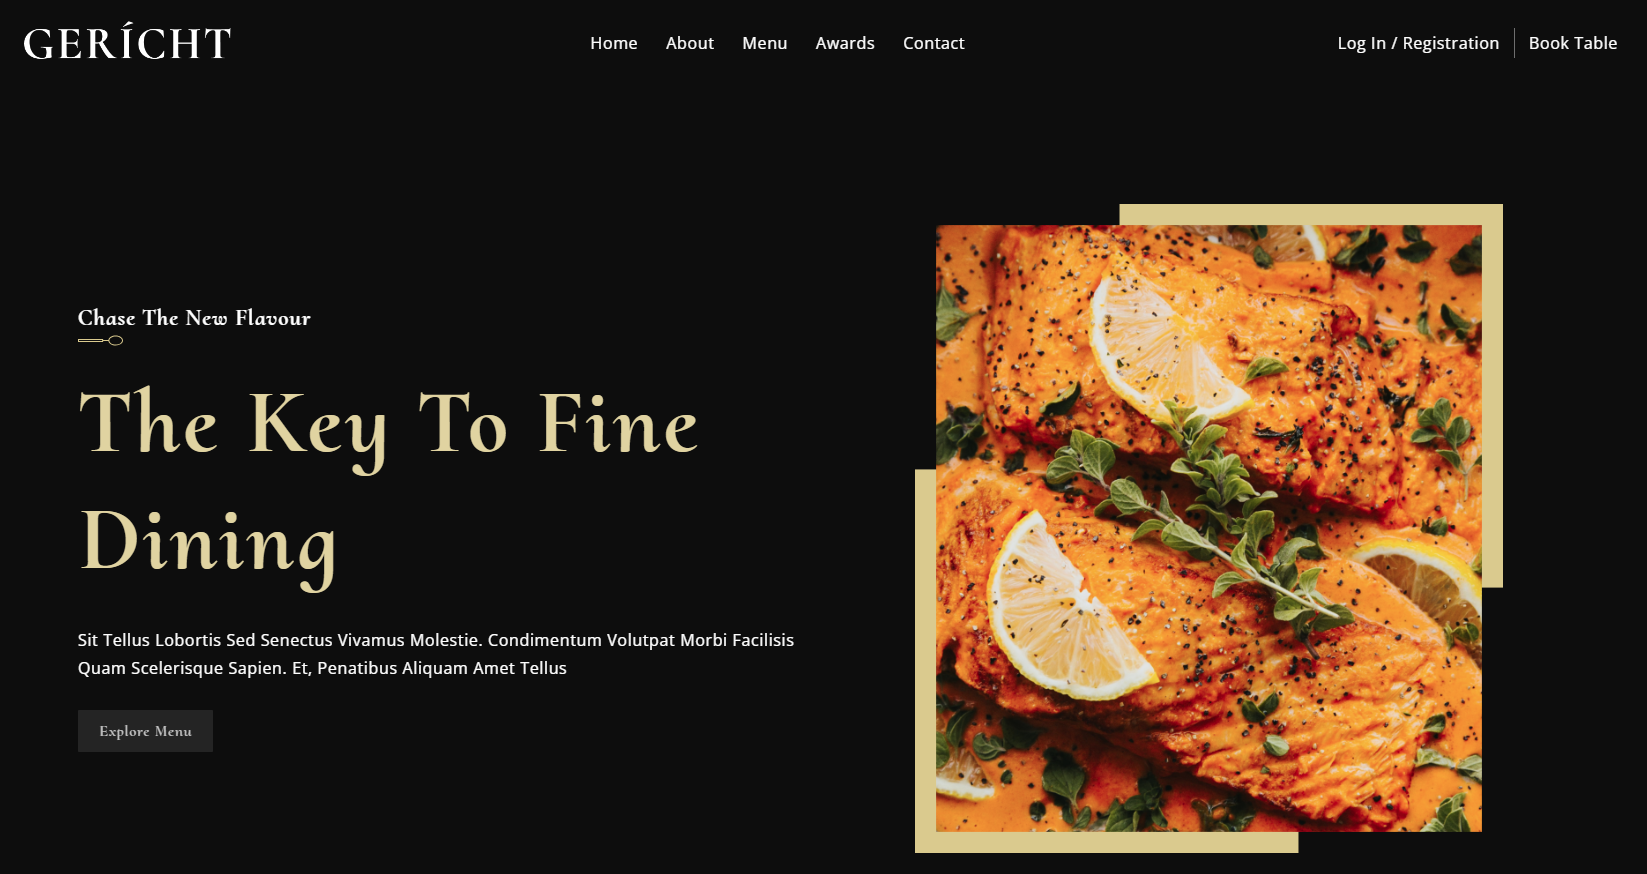 GERÍCHT
Home About Menu Awards Contact
Log In / Registration Book Table
Chase The New Flavour
The Key To Fine
Dining
Sit Tellus Lobortis Sed Senectus Vivamus Molestie. Condimentum Volutpat Morbi Facilisis
Quam Scelerisque Sapien. Et, Penatibus Aliquam Amet Tellus
Explore Menu